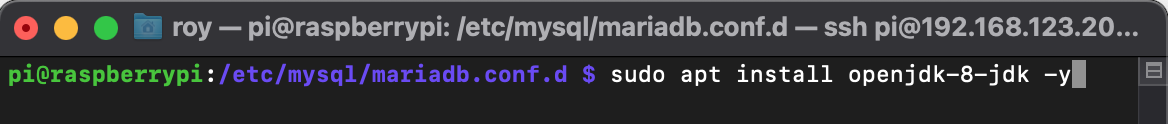 roy — pi@raspberrypi: /etc/mysql/mariadb.conf.d — ssh pi@192.168.123.20...
pi@raspberrypi:/etc/mysql/mariadb.conf.d $ sudo apt install openjdk-8-jdk -y